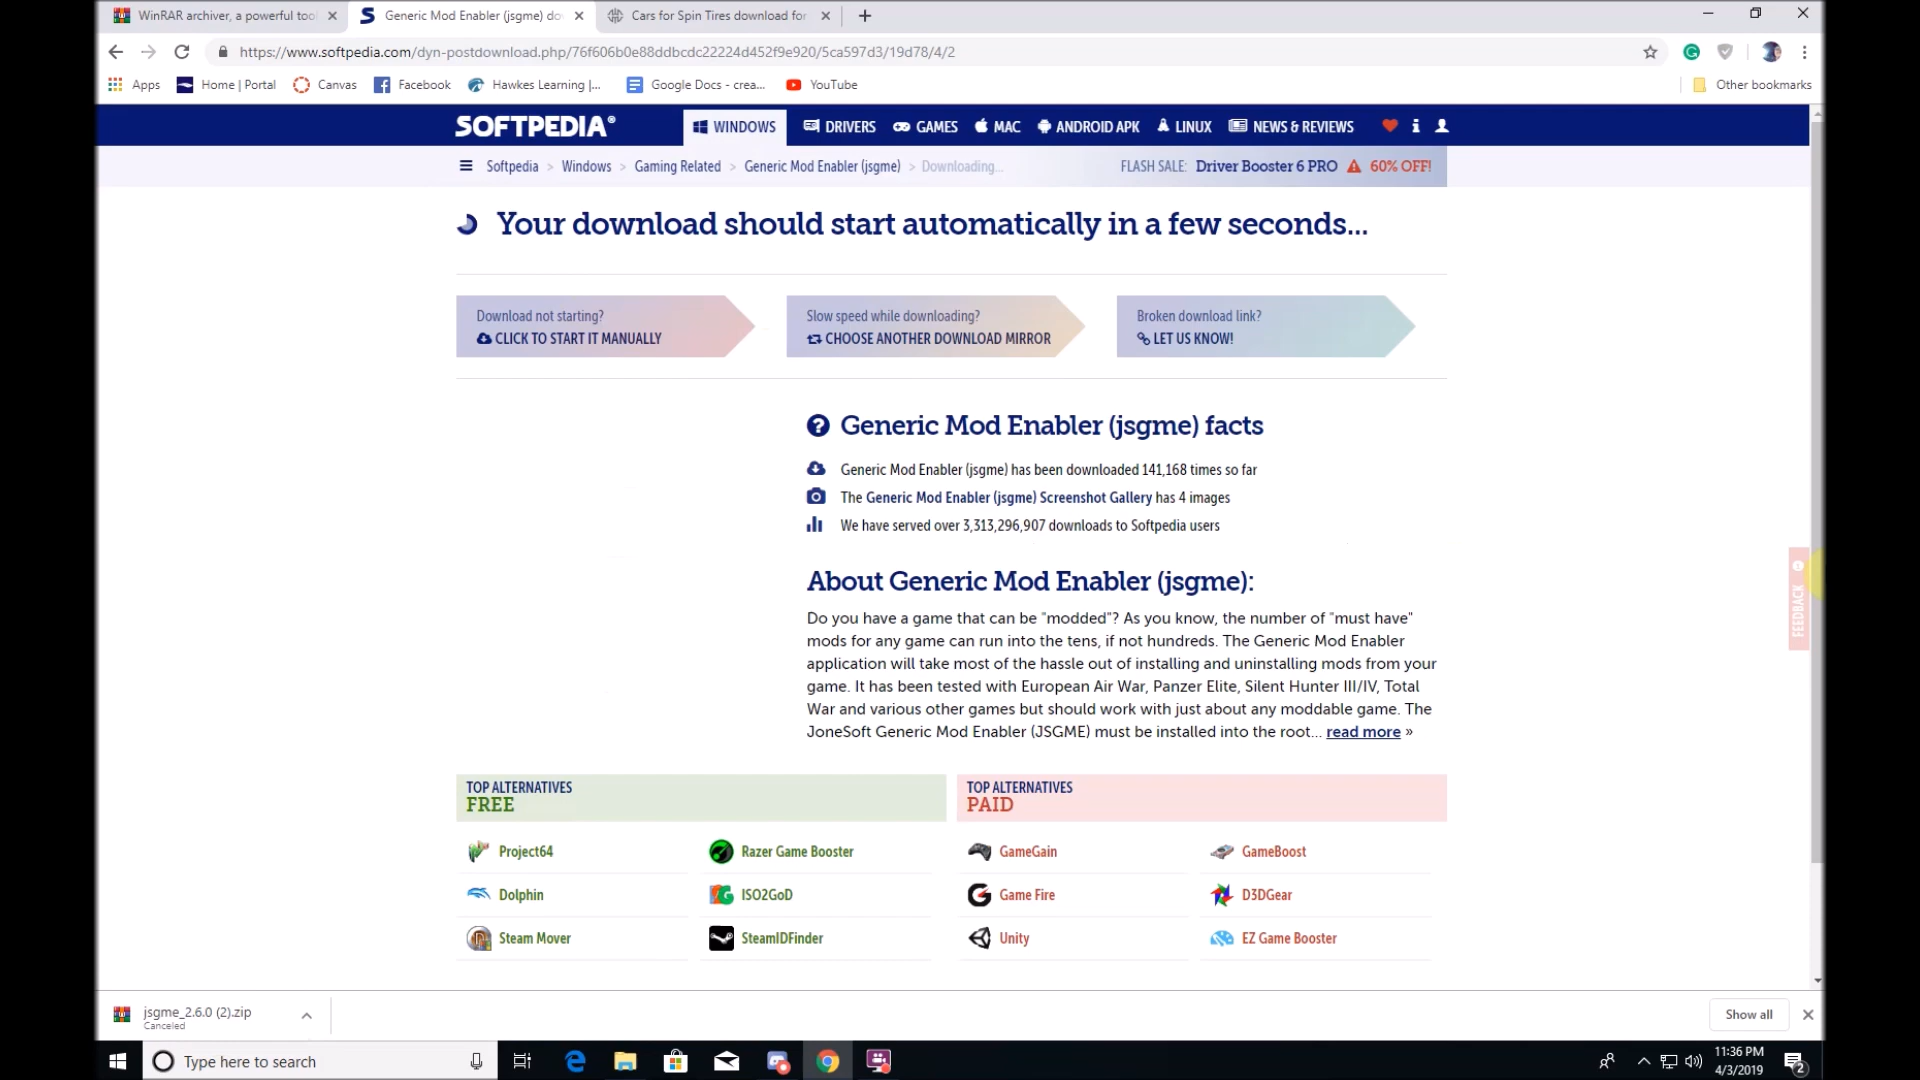 WinRAR archiver, a powerful tool
Generic Mod Enabler (jsgme) do
Cars for Spin Tires download for
https://www.softpedia.com/dyn-postdownload.php/76f606b0e88ddbcdc22224d452f9e920/5ca597d3/19d78/4/2
Apps
Home | Portal
Canvas
Facebook
Hawkes Learning |...
Google Docs - crea...
YouTube
Other bookmarks
SOFTPEDIA®
WINDOWS
DRIVERS
GAMES
MAC
ANDROID APK
LINUX
NEWS & REVIEWS
Softpedia > Windows > Gaming Related > Generic Mod Enabler (jsgme) > Downloading...
FLASH SALE: Driver Booster 6 PRO 60% OFF!
Your download should start automatically in a few seconds...
Download not starting?
CLICK TO START IT MANUALLY
Slow speed while downloading?
CHOOSE ANOTHER DOWNLOAD MIRROR
Broken download link?
LET US KNOW!
Generic Mod Enabler (jsgme) facts
Generic Mod Enabler (jsgme) has been downloaded 141,168 times so far
The Generic Mod Enabler (jsgme) Screenshot Gallery has 4 images
We have served over 3,313,296,907 downloads to Softpedia users
FEEDBACK
About Generic Mod Enabler (jsgme):
Do you have a game that can be "modded"? As you know, the number of "must have"
mods for any game can run into the tens, if not hundreds. The Generic Mod Enabler
application will take most of the hassle out of installing and uninstalling mods from your
game. It has been tested with European Air War, Panzer Elite, Silent Hunter III/IV, Total
War and various other games but should work with just about any moddable game. The
JoneSoft Generic Mod Enabler (JSGME) must be installed into the root... read more »
TOP ALTERNATIVES
FREE
TOP ALTERNATIVES
PAID
Project64
Razer Game Booster
GameGain
GameBoost
Dolphin
ISO2GoD
Game Fire
D3DGear
Steam Mover
SteamIDFinder
Unity
EZ Game Booster
jsgme_2.6.0 (2).zip
Canceled
Show all
Type here to search
11:36 PM
4/3/2019
2